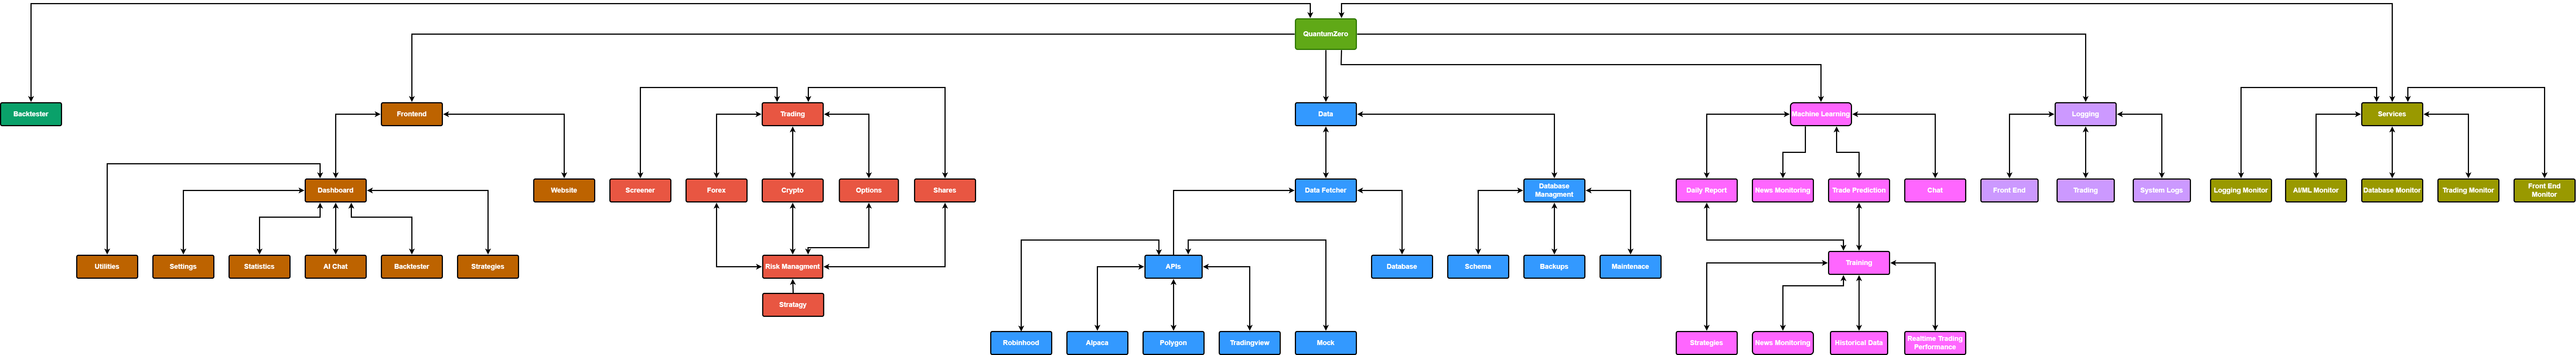 QuantumZero
Backtester
Frontend
Trading
Data
Machine Learning
Logging
Services
Dashboard
Website
Screener
Forex
Crypto
Options
Shares
Data Fetcher
Database
Managment
Daily Report
News Monitoring
Trade Prediction
Chat
Front End
Trading
System Logs
Logging Monitor
AI/ML Monitor
Database Monitor
Trading Monitor
Front End
Monitor
Utilities
Settings
Statistics
AI Chat
Backtester
Strategies
Risk Managment
APIs
Database
Schema
Backups
Maintenace
Training
Stratagy
Robinhood
Alpaca
Polygon
Tradingview
Mock
Strategies
News Monitoring
Historical Data
Realtime Trading
Performance